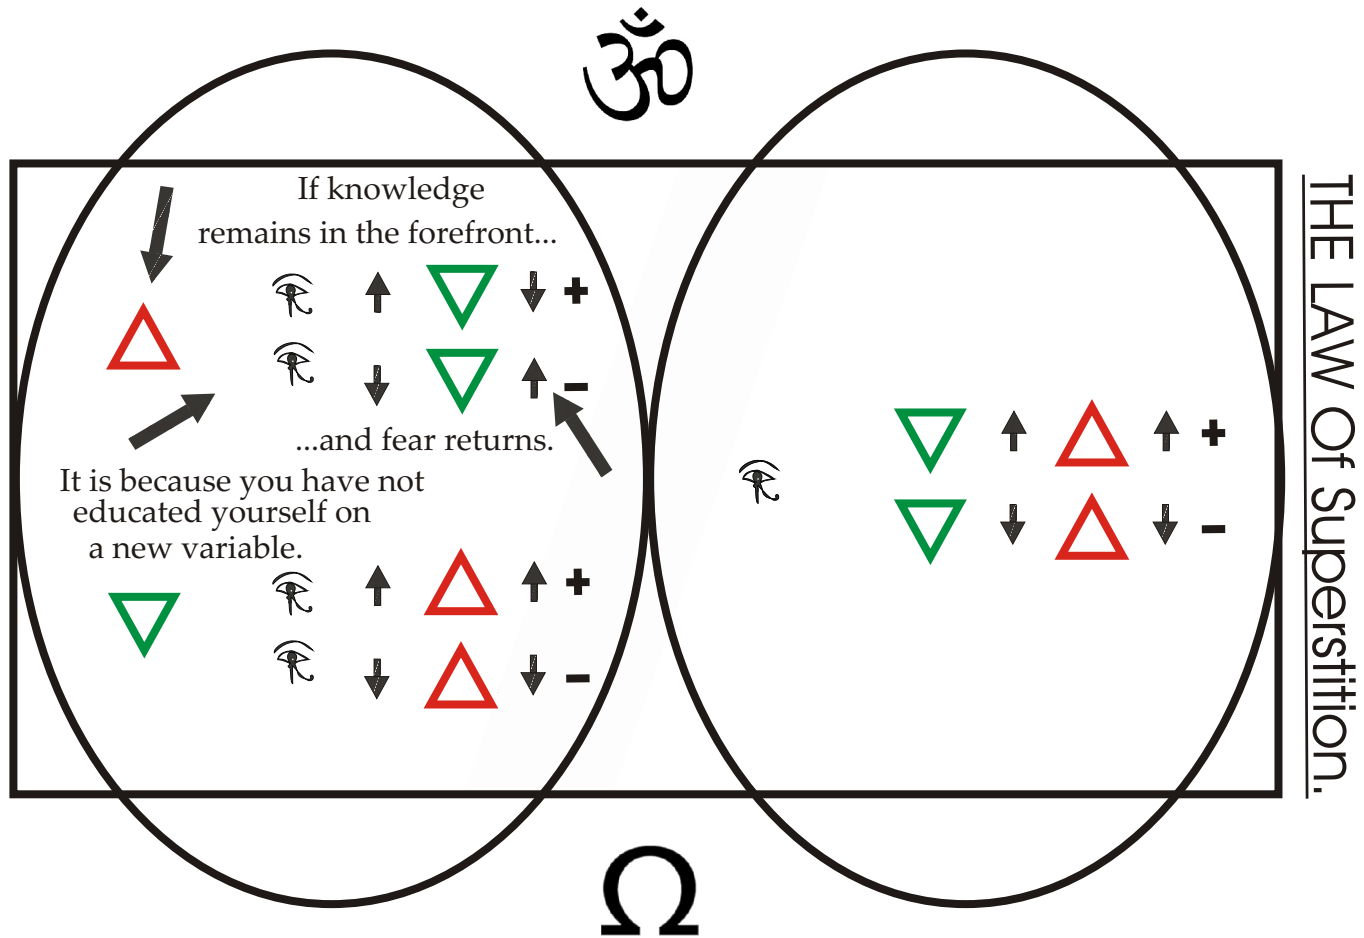 ॐ
If knowledge
remains in the forefront...
+
−
...and fear returns.
It is because you have not
educated yourself on
a new variable.
+
−
+
−
THE LAW Of Superstition.
Ω